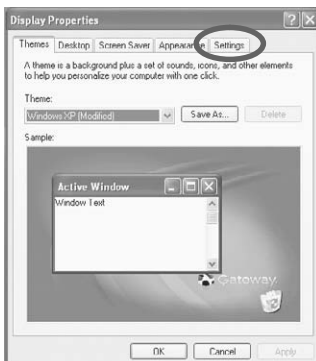 Display Properties
Themes Desktop Screen Saver Appearance Settings
A theme is a background plus a set of sounds, icons, and other elements
to help you personalize your computer with one click.
Theme:
Windows XP (Modified) Save As... Delete
Sample:
Active Window
Window Text
Gateway
OK Cancel Apply